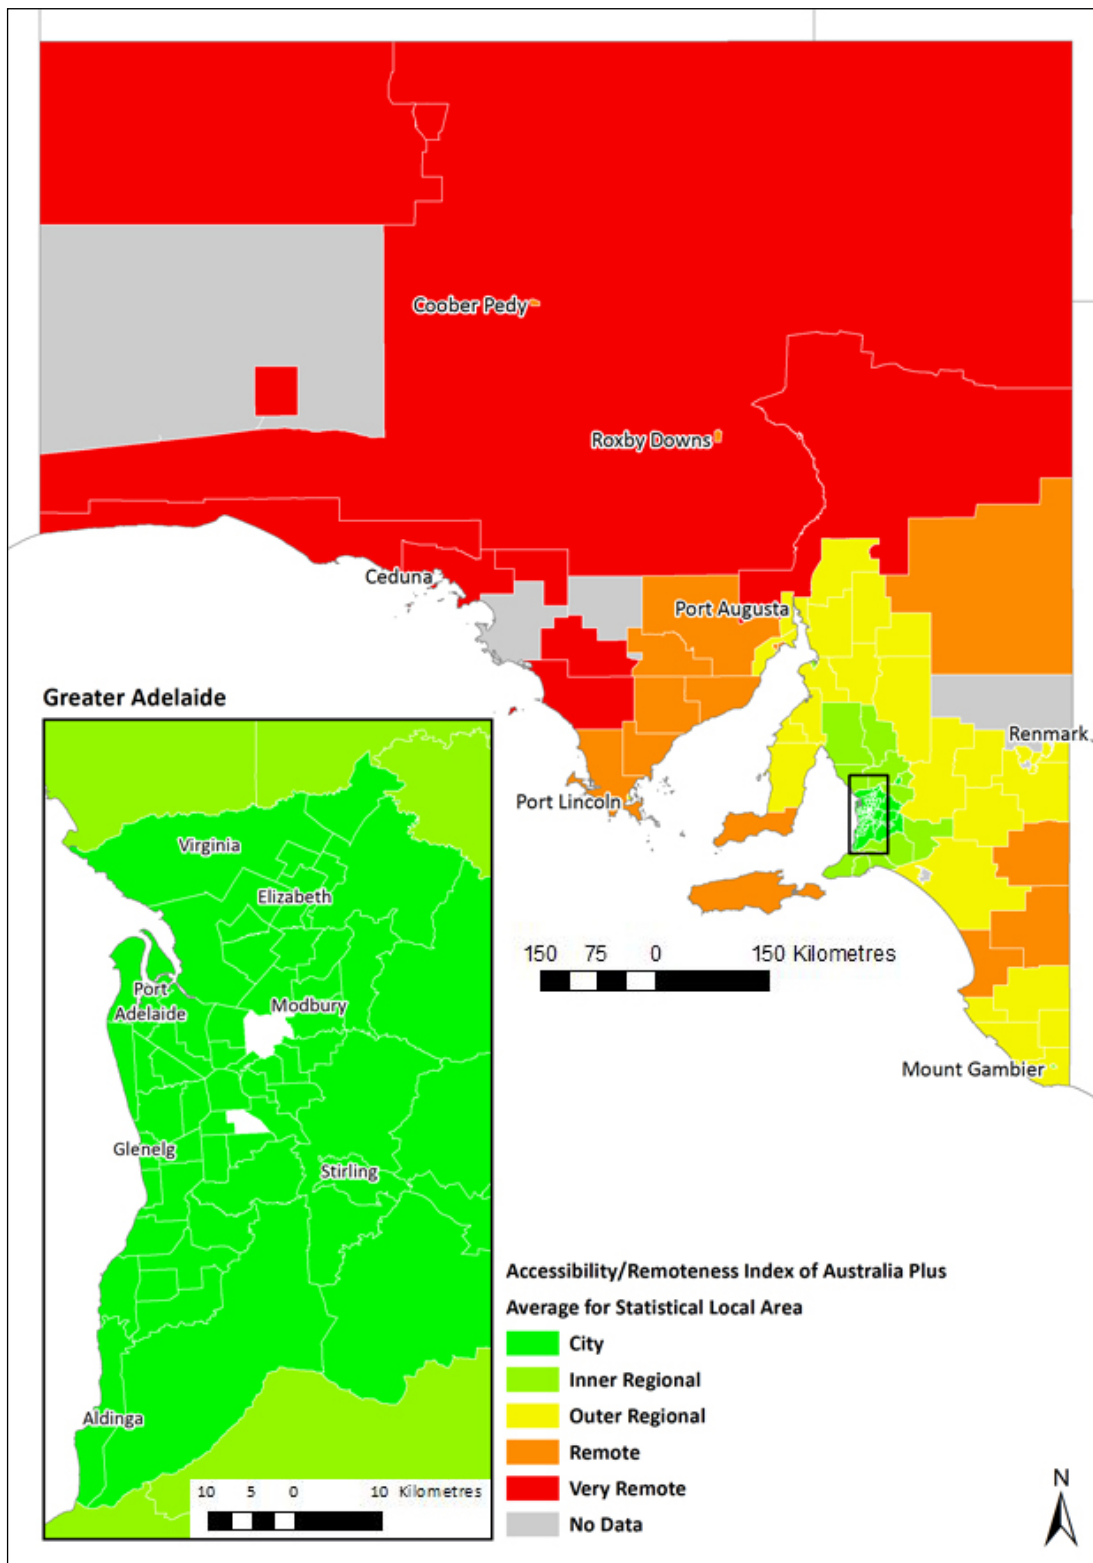 Coober Pedy
Roxby Downs
Ceduna
Port Augusta
Renmark
Port Lincoln
Mount Gambier
150 75 0 150 Kilometres
Greater Adelaide
Virginia
Elizabeth
Port
Adelaide
Modbury
Glenelg
Stirling
Aldinga
10 5 0 10 Kilometres
Accessibility/Remoteness Index of Australia Plus
Average for Statistical Local Area
City
Inner Regional
Outer Regional
Remote
Very Remote
No Data
N